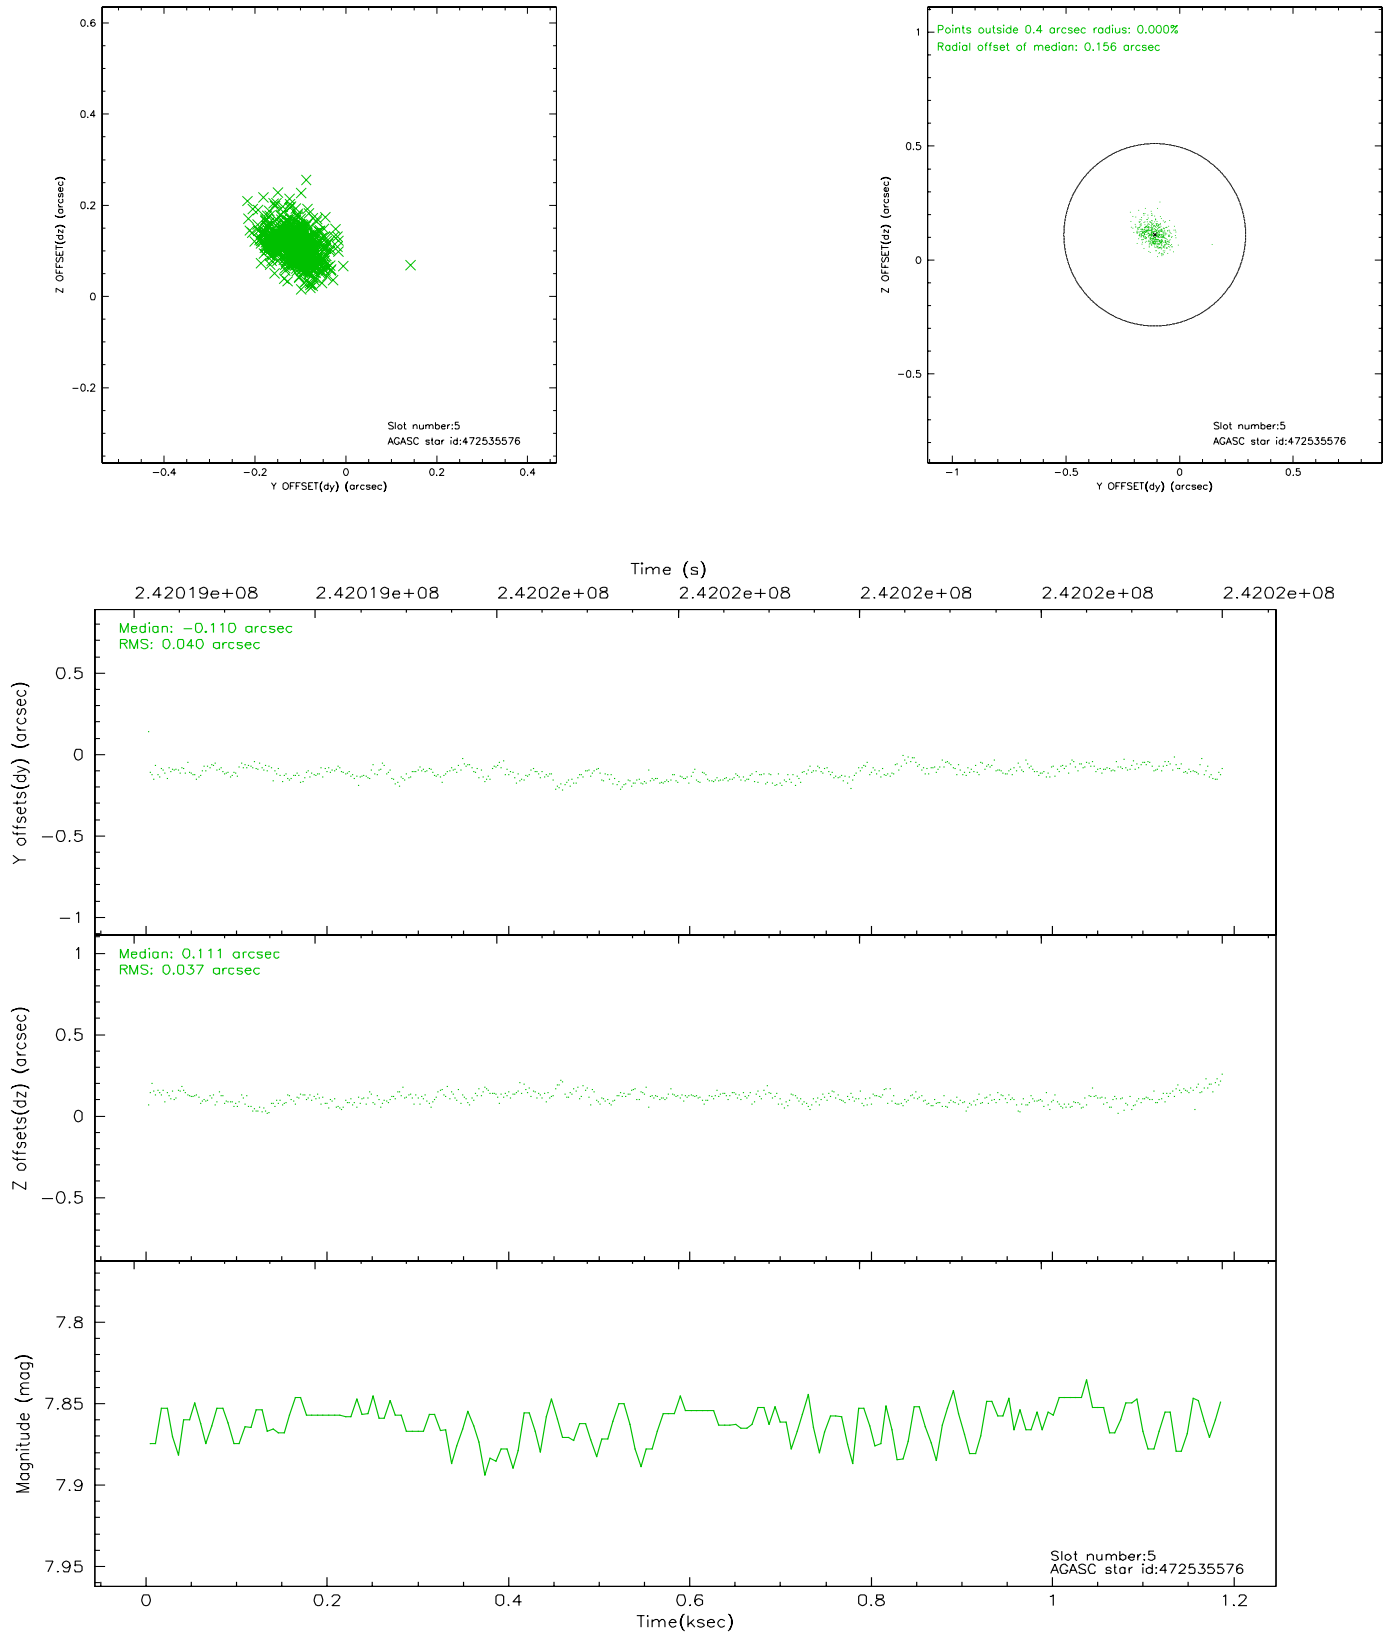 0.6
0.4
0.2
0
−0.2
Z OFFSET(dz) (arcsec)
Slot number:5
AGASC star id:472535576
−0.4 −0.2 0 0.2 0.4
Y OFFSET(dy) (arcsec)
Points outside 0.4 arcsec radius: 0.000%
Radial offset of median: 0.156 arcsec
1
0.5
0
−0.5
Z OFFSET(dz) (arcsec)
Slot number:5
AGASC star id:472535576
−1 −0.5 0 0.5
Y OFFSET(dy) (arcsec)
Time (s)
2.42019e+08 2.42019e+08 2.4202e+08 2.4202e+08 2.4202e+08 2.4202e+08 2.4202e+08
Median: −0.110 arcsec
RMS: 0.040 arcsec
0.5
0
−0.5
−1
Y offsets(dy) (arcsec)
Median: 0.111 arcsec
RMS: 0.037 arcsec
1
0.5
0
−0.5
Z offsets(dz) (arcsec)
7.8
7.85
7.9
7.95
Magnitude (mag)
Slot number:5
AGASC star id:472535576
0 0.2 0.4 0.6 0.8 1 1.2
Time(ksec)